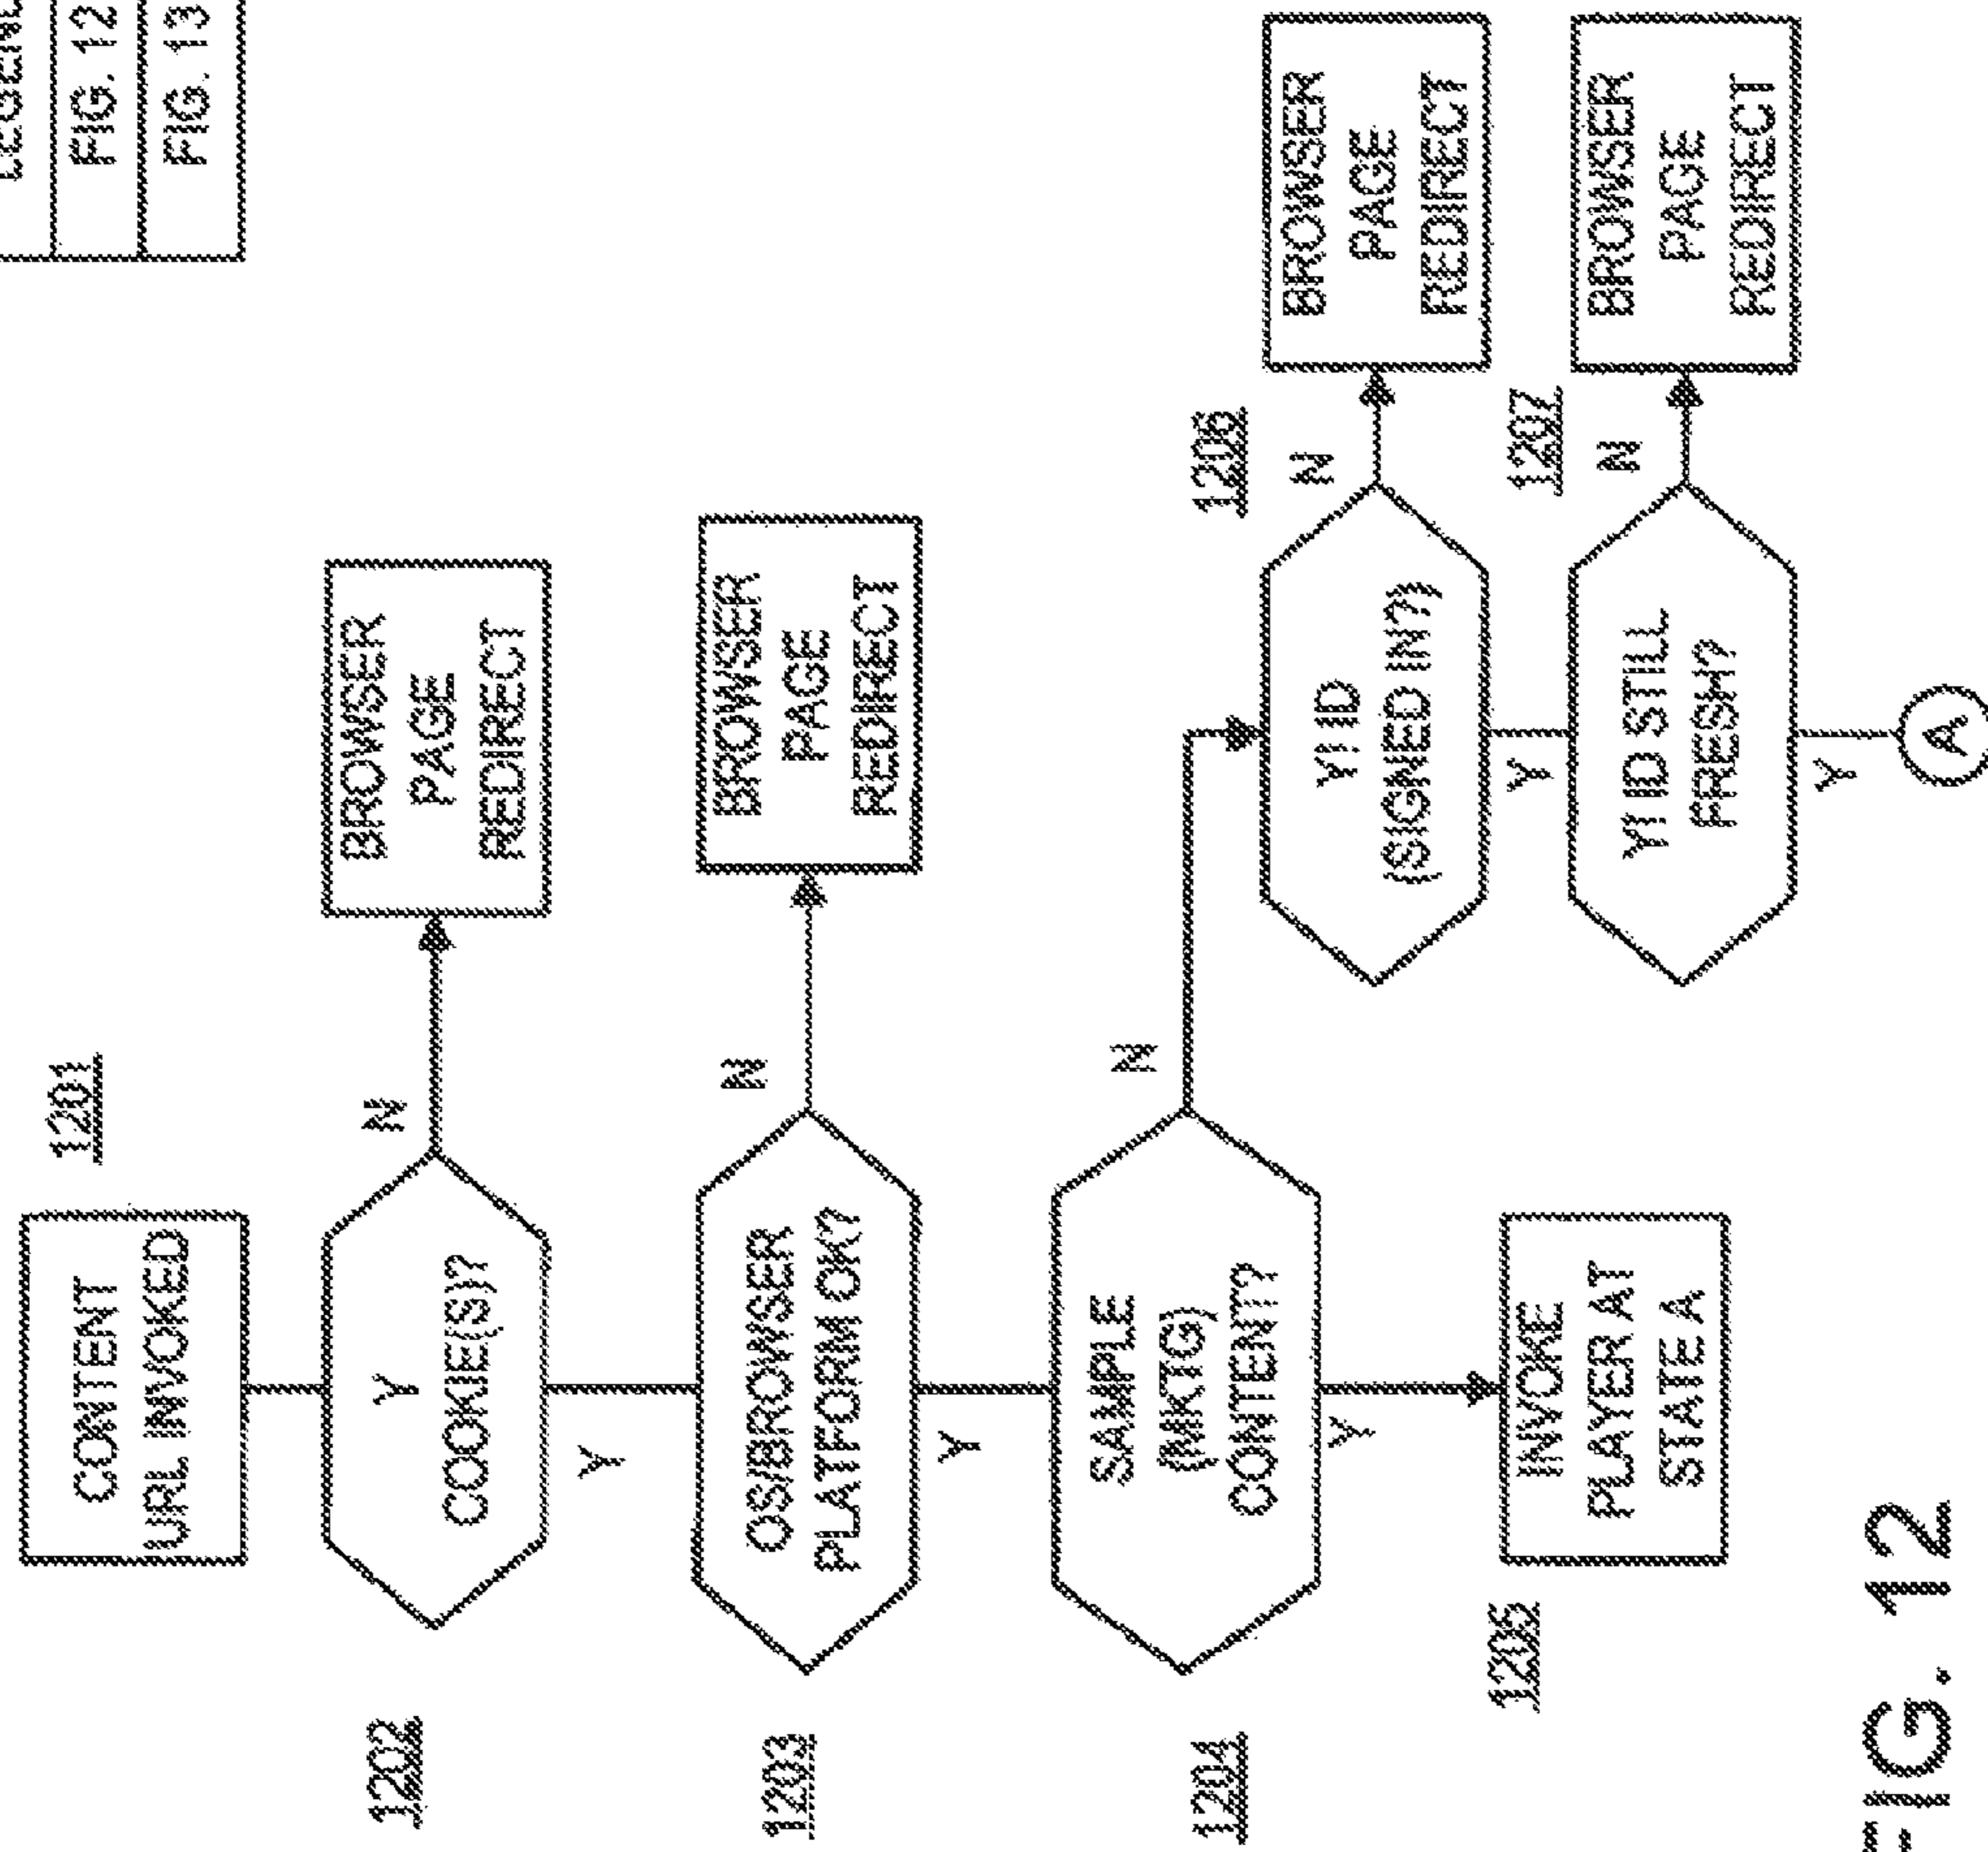 LEGEND
FIG. 12
FIG. 13
1201
CONTENT
URL INVOKED
1202
Y
COOKIE(S)?
N
BROWSER
PAGE
REDIRECT
Y
1203
OS/BROWSER
PLATFORM OK?
N
BROWSER
PAGE
REDIRECT
Y
1204
SAMPLE
(MKTG)
CONTENT?
N
Y
1205
INVOKE
PLAYER AT
STATE A
1206
Y! ID
(SIGNED IN?)
N
BROWSER
PAGE
REDIRECT
Y
1207
Y! ID STILL
FRESH?
N
BROWSER
PAGE
REDIRECT
Y
A
FIG. 12